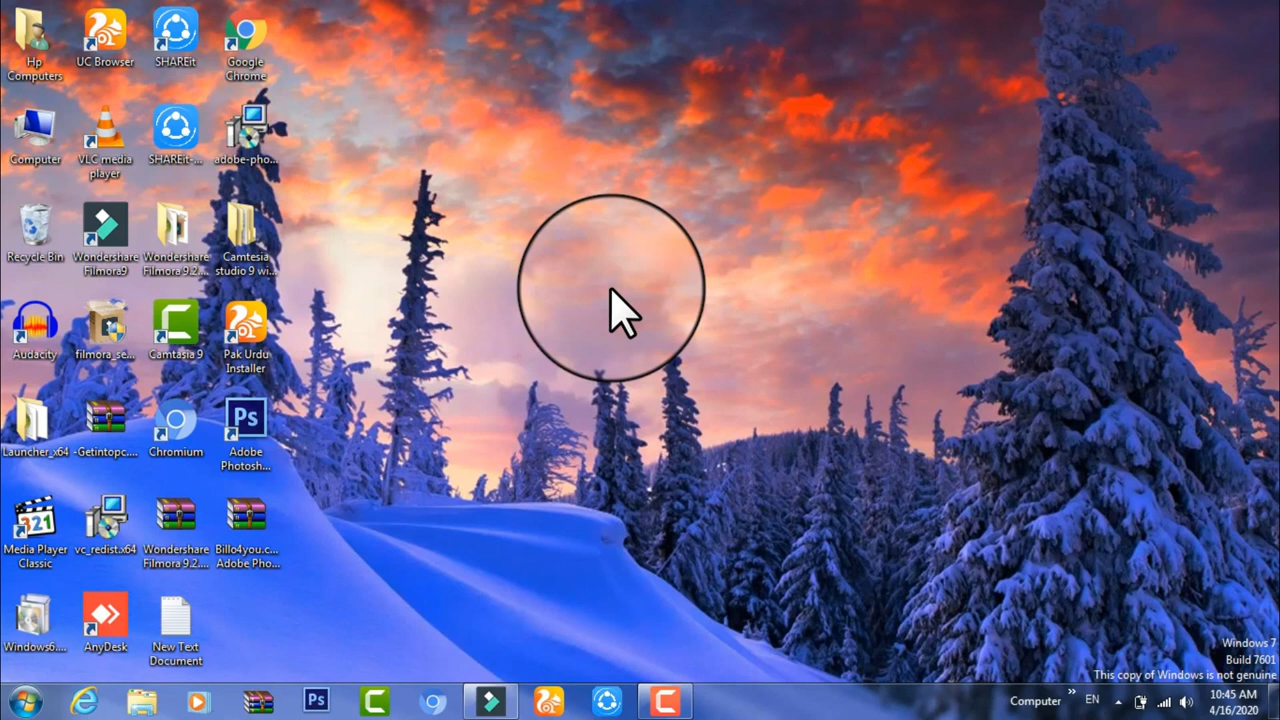 Hp
Computers
UC Browser
SHAREit
Google
Chrome
Computer
VLC media
player
SHAREit-...
adobe-pho...
Recycle Bin
Wondershare
Filmora9
Wondershare
Filmora 9.2....
Camtesia
studio 9 wi...
Audacity
filmora_se...
Camtasia 9
Pak Urdu
Installer
Launcher_x64
-Getintopc....
Chromium
Ps
Adobe
Photosh...
321
Media Player
Classic
vc_redist.x64
Wondershare
Filmora 9.2....
Billo4you.c...
Adobe Pho...
Windows6....
AnyDesk
New Text
Document
Windows 7
Build 7601
This copy of Windows is not genuine
Ps
Computer
»
EN
10:45 AM
4/16/2020